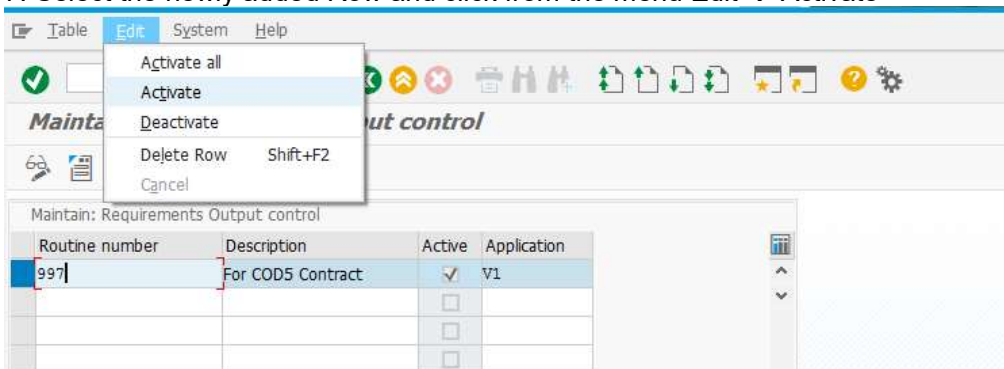 Table Edit System Help
Activate all
Activate
Deactivate
Delete Row Shift+F2
Cancel
Mainta ut control
Maintain: Requirements Output control
Routine number Description Active Application
997 For COD5 Contract V1